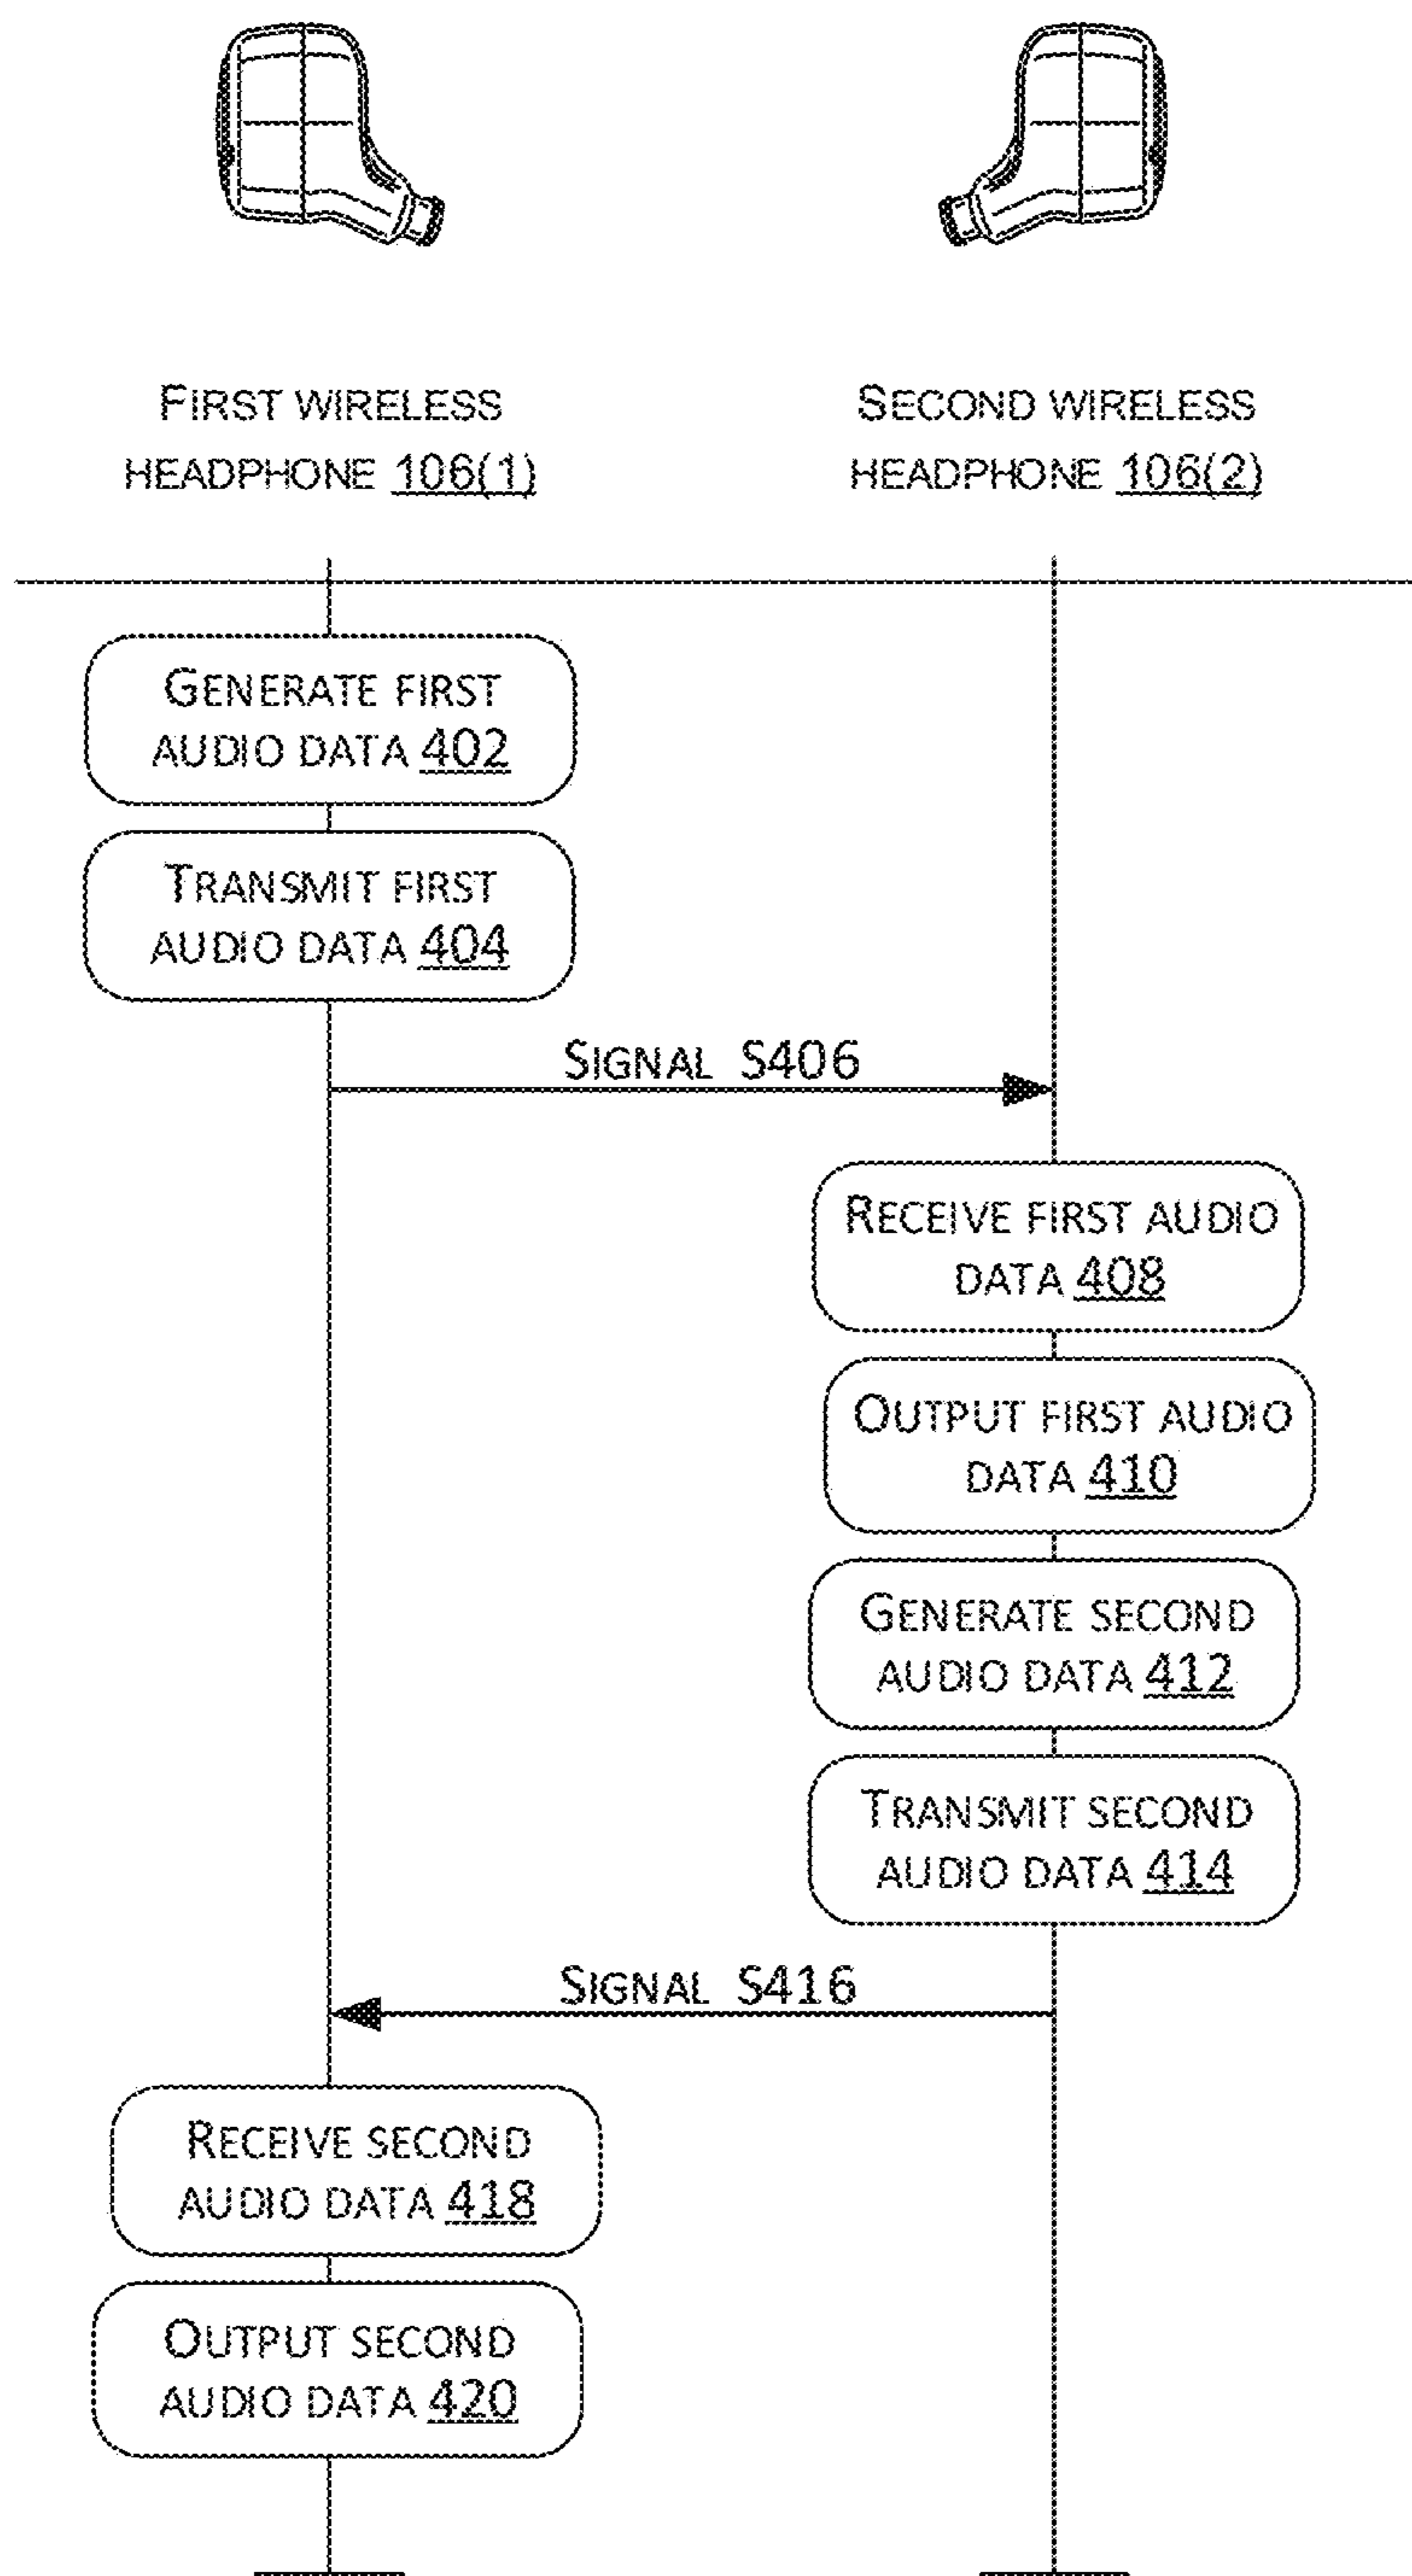 FIRST WIRELESS
HEADPHONE 106(1)
SECOND WIRELESS
HEADPHONE 106(2)
GENERATE FIRST
AUDIO DATA 402
TRANSMIT FIRST
AUDIO DATA 404
SIGNAL S406
RECEIVE FIRST AUDIO
DATA 408
OUTPUT FIRST AUDIO
DATA 410
GENERATE SECOND
AUDIO DATA 412
TRANSMIT SECOND
AUDIO DATA 414
SIGNAL S416
RECEIVE SECOND
AUDIO DATA 418
OUTPUT SECOND
AUDIO DATA 420